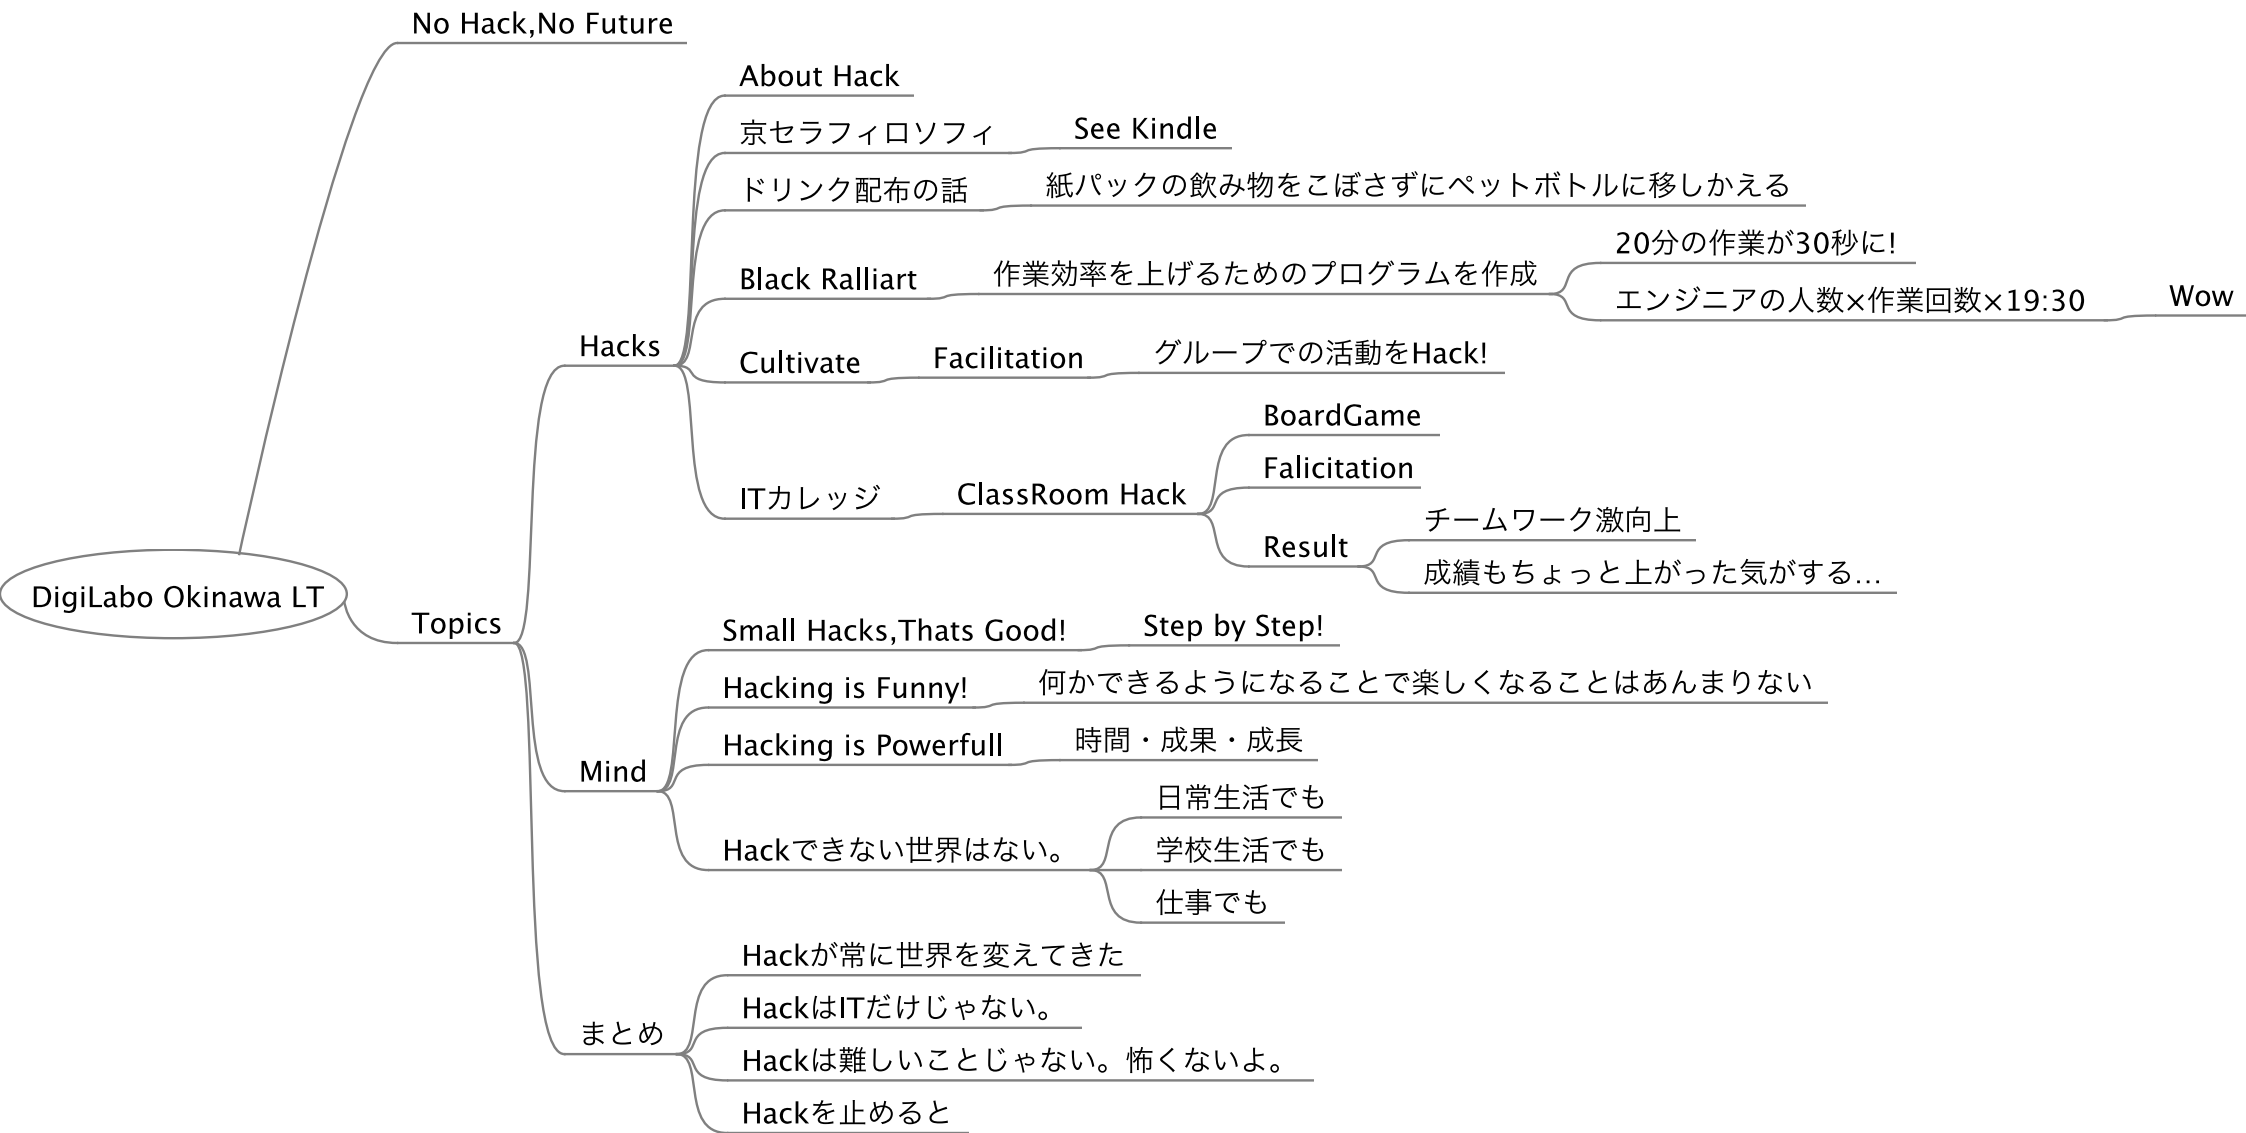 No Hack,No Future
About Hack
京セラフィロソフィ
See Kindle
ドリンク配布の話
紙パックの飲み物をこぼさずにペットボトルに移しかえる
Black Ralliart
作業効率を上げるためのプログラムを作成
20分の作業が30秒に!
エンジニアの人数×作業回数×19:30
Wow
Hacks
Cultivate
Facilitation
グループでの活動をHack!
ITカレッジ
ClassRoom Hack
BoardGame
Falicitation
Result
チームワーク激向上
成績もちょっと上がった気がする...
DigiLabo Okinawa LT
Topics
Small Hacks,Thats Good!
Step by Step!
Hacking is Funny!
何かできるようになることで楽しくなることはあんまりない
Hacking is Powerfull
時間・成果・成長
Mind
Hackできない世界はない。
日常生活でも
学校生活でも
仕事でも
まとめ
Hackが常に世界を変えてきた
HackはITだけじゃない。
Hackは難しいことじゃない。怖くないよ。
Hackを止めると